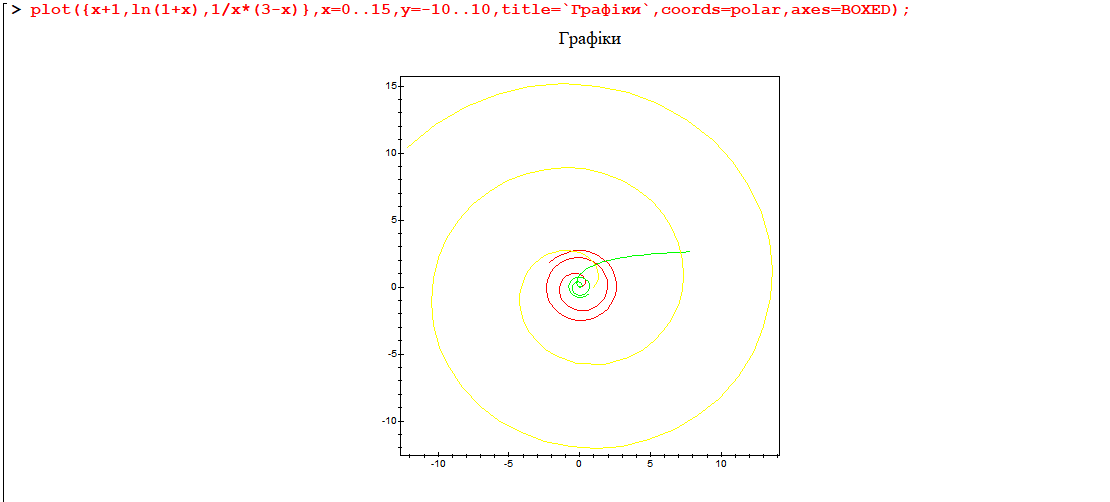 > plot({x+1,ln(1+x),1/x*(3-x)},x=0..15,y=-10..10,title=`Графіки`,coords=polar,axes=BOXED);
Графіки
15
10
5
0
-5
-10
-10 -5 0 5 10